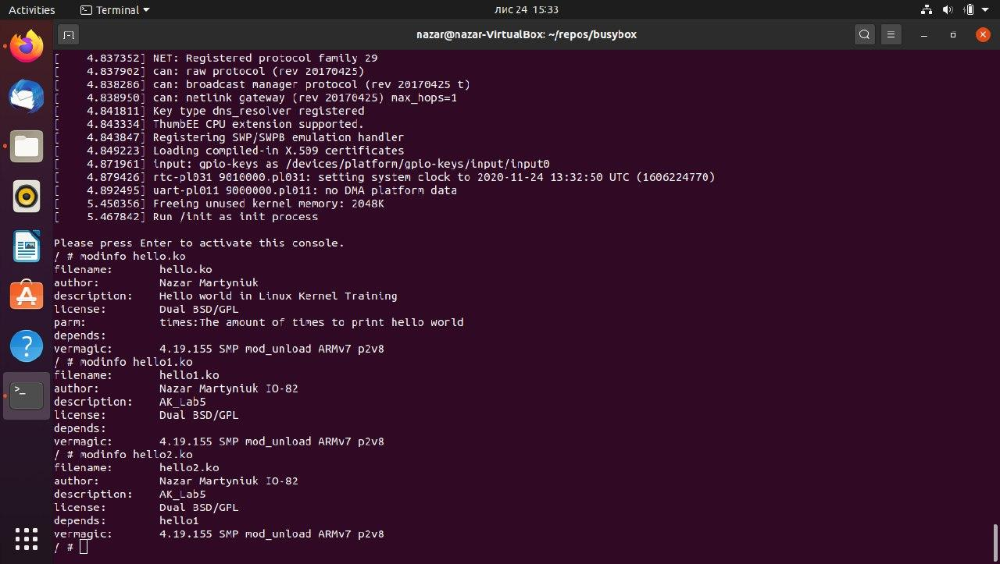 Activities
Terminal
лис 24 15:33
nazar@nazar-VirtualBox: ~/repos/busybox
[    4.837352] NET: Registered protocol family 29
[    4.837902] can: raw protocol (rev 20170425)
[    4.838286] can: broadcast manager protocol (rev 20170425 t)
[    4.838950] can: netlink gateway (rev 20170425) max_hops=1
[    4.841811] Key type dns_resolver registered
[    4.843334] ThumbEE CPU extension supported.
[    4.843847] Registering SWP/SWPB emulation handler
[    4.849223] Loading compiled-in X.509 certificates
[    4.871961] input: gpio-keys as /devices/platform/gpio-keys/input/input0
[    4.879426] rtc-pl031 9010000.pl031: setting system clock to 2020-11-24 13:32:50 UTC (1606224770)
[    4.892495] uart-pl011 9000000.pl011: no DMA platform data
[    5.450356] Freeing unused kernel memory: 2048K
[    5.467842] Run /init as init process
Please press Enter to activate this console.
/ # modinfo hello.ko
filename:       hello.ko
author:         Nazar Martyniuk
description:    Hello world in Linux Kernel Training
license:        Dual BSD/GPL
parm:           times:The amount of times to print hello world
depends:
vermagic:       4.19.155 SMP mod_unload ARMv7 p2v8
/ # modinfo hello1.ko
filename:       hello1.ko
author:         Nazar Martyniuk IO-82
description:    AK_Lab5
license:        Dual BSD/GPL
depends:
vermagic:       4.19.155 SMP mod_unload ARMv7 p2v8
/ # modinfo hello2.ko
filename:       hello2.ko
author:         Nazar Martyniuk IO-82
description:    AK_Lab5
license:        Dual BSD/GPL
depends:        hello1
vermagic:       4.19.155 SMP mod_unload ARMv7 p2v8
/ #